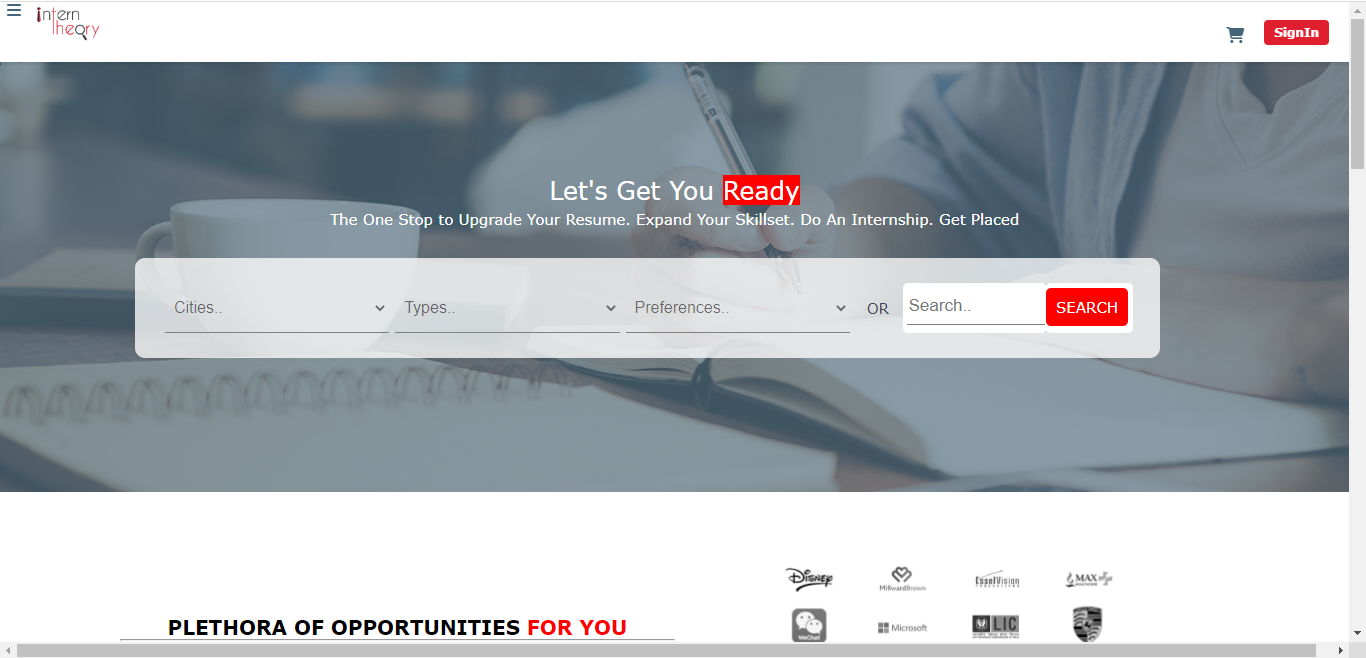 intern
Theory
SignIn
Let's Get You Ready
The One Stop to Upgrade Your Resume. Expand Your Skillset. Do An Internship. Get Placed
Cities..
Types..
Preferences..
OR
Search..
SEARCH
Disney
MillwardBrown
EsselVision
MAX
PLETHORA OF OPPORTUNITIES FOR YOU
WeChat
Microsoft
LIC